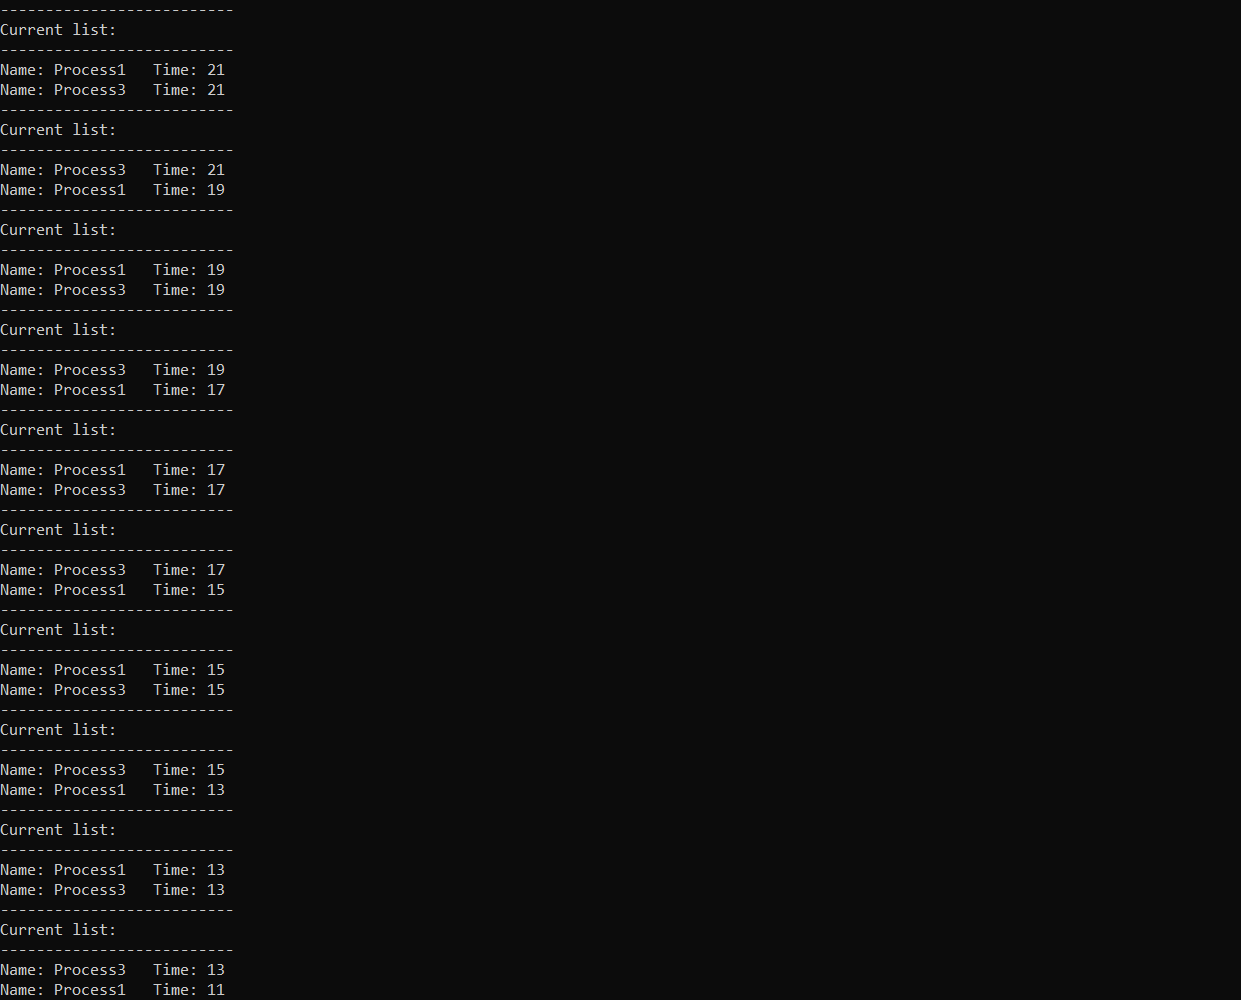 --------------------------
Current list:
--------------------------
Name: Process1   Time: 21
Name: Process3   Time: 21
--------------------------
Current list:
--------------------------
Name: Process3   Time: 21
Name: Process1   Time: 19
--------------------------
Current list:
--------------------------
Name: Process1   Time: 19
Name: Process3   Time: 19
--------------------------
Current list:
--------------------------
Name: Process3   Time: 19
Name: Process1   Time: 17
--------------------------
Current list:
--------------------------
Name: Process1   Time: 17
Name: Process3   Time: 17
--------------------------
Current list:
--------------------------
Name: Process3   Time: 17
Name: Process1   Time: 15
--------------------------
Current list:
--------------------------
Name: Process1   Time: 15
Name: Process3   Time: 15
--------------------------
Current list:
--------------------------
Name: Process3   Time: 15
Name: Process1   Time: 13
--------------------------
Current list:
--------------------------
Name: Process1   Time: 13
Name: Process3   Time: 13
--------------------------
Current list:
--------------------------
Name: Process3   Time: 13
Name: Process1   Time: 11